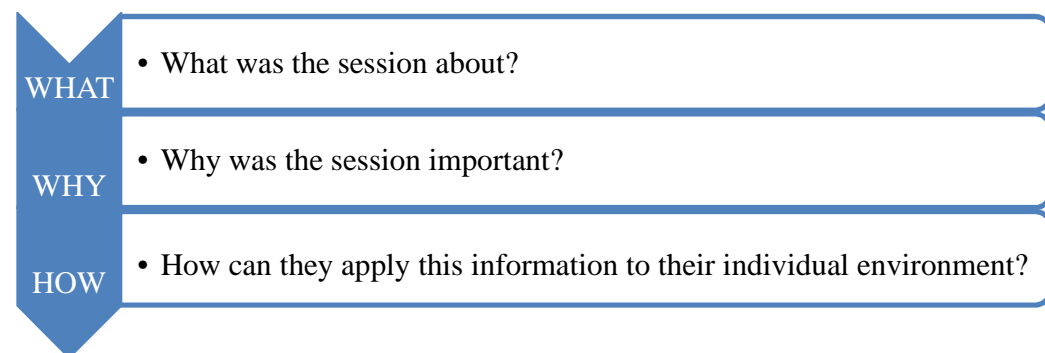 WHAT
• What was the session about?
WHY
• Why was the session important?
HOW
• How can they apply this information to their individual environment?